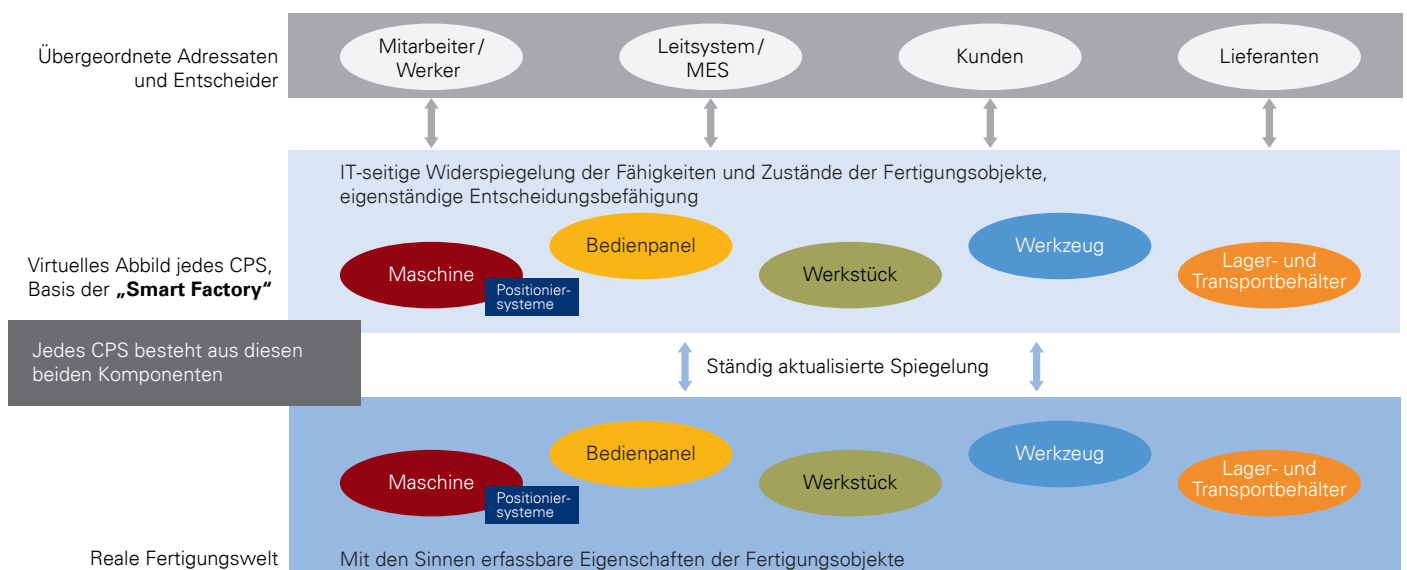 Übergeordnete Adressaten
und Entscheider
Mitarbeiter/
Werker
Leitsystem/
MES
Kunden
Lieferanten
IT-seitige Widerspiegelung der Fähigkeiten und Zustände der Fertigungsobjekte,
eigenständige Entscheidungsbefähigung
Virtuelles Abbild jedes CPS,
Basis der „Smart Factory“
Maschine
Positionier-
systeme
Bedienpanel
Werkstück
Werkzeug
Lager- und
Transportbehälter
Jedes CPS besteht aus diesen
beiden Komponenten
Ständig aktualisierte Spiegelung
Maschine
Positionier-
systeme
Bedienpanel
Werkstück
Werkzeug
Lager- und
Transportbehälter
Reale Fertigungswelt
Mit den Sinnen erfassbare Eigenschaften der Fertigungsobjekte